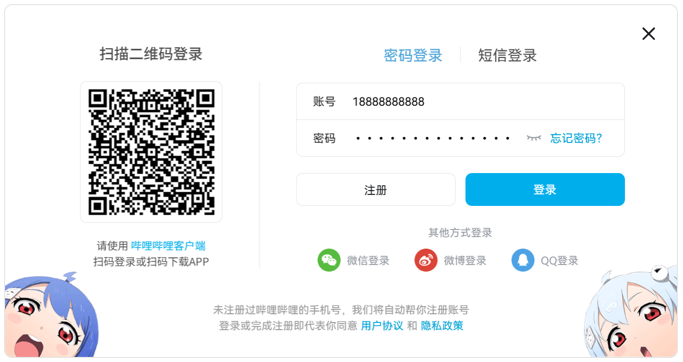 扫描二维码登录
请使用 哔哩哔哩客户端
扫码登录或扫码下载APP
密码登录 短信登录
账号 18888888888
密码 •••••••••••••• 忘记密码？
注册 登录
其他方式登录
微信登录 微博登录 QQ登录
未注册过哔哩哔哩的手机号，我们将自动帮你注册账号
登录或完成注册即代表你同意 用户协议 和 隐私政策